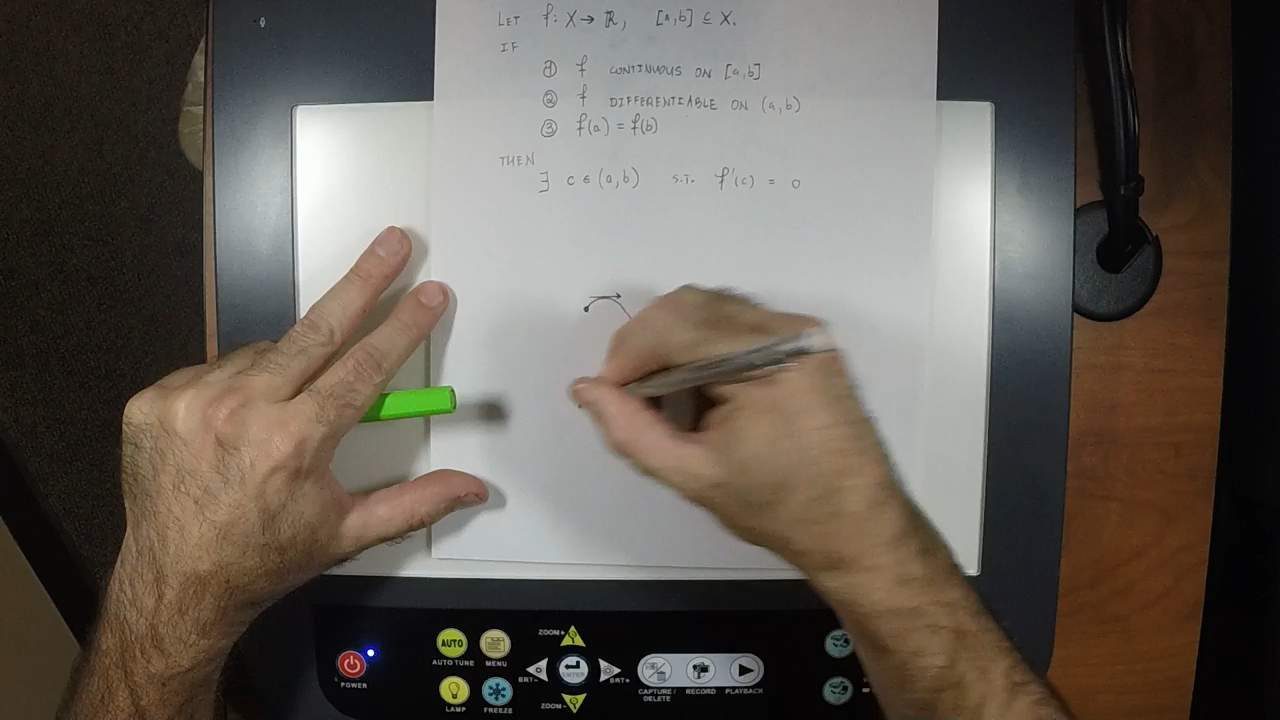 LET f: X → ℝ, [a,b] ⊆ X.
IF
① f CONTINUOUS ON [a,b]
② f DIFFERENTIABLE ON (a,b)
③ f(a) = f(b)
THEN
∃ c ∈ (a,b) S.T. f'(c) = 0
ZOOM+
AUTO
ENTER
AUTO TUNE
MENU
BRT-
BRT+
POWER
CAPTURE / DELETE
RECORD
PLAYBACK
LAMP
FREEZE
ZOOM-